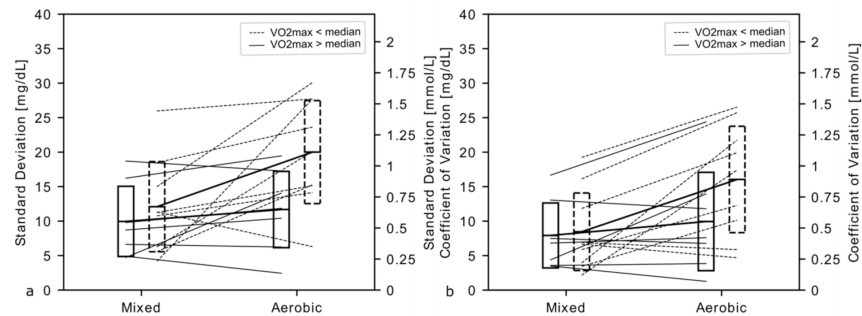 40
35
30
25
20
15
10
5
0
Standard Deviation [mg/dL]
VO2max < median
VO2max > median
2
1.75
1.5
1.25
1
0.75
0.5
0.25
0
Standard Deviation [mmol/L]
a
Mixed
Aerobic
Coefficient of Variation [mg/dL]
40
35
30
25
20
15
10
5
0
VO2max < median
VO2max > median
2
1.75
1.5
1.25
1
0.75
0.5
0.25
0
Coefficient of Variation [mmol/L]
b
Mixed
Aerobic